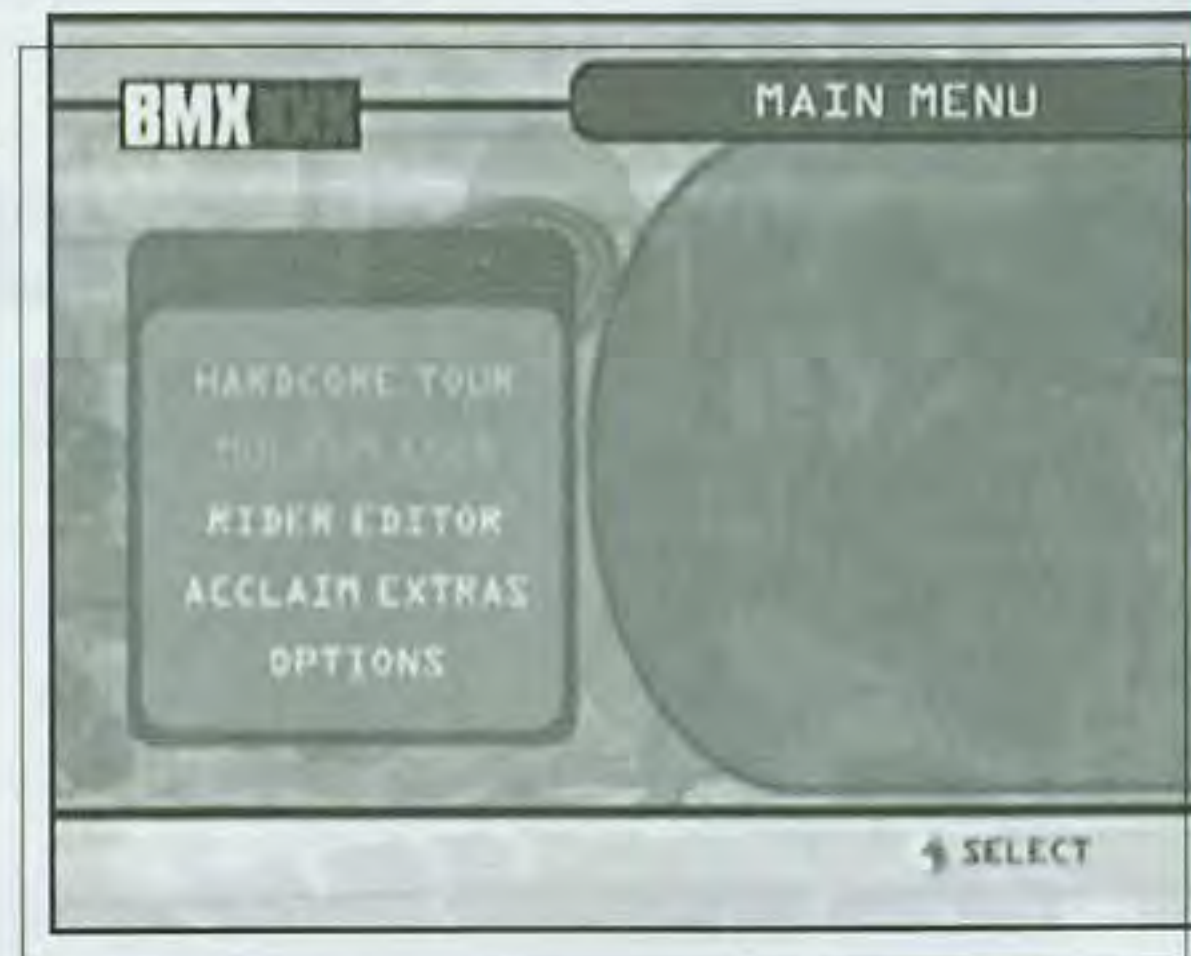 BMX
MAIN MENU
HARDCORE TOUR
RIDER EDITOR
ACCLAIM EXTRAS
OPTIONS
SELECT